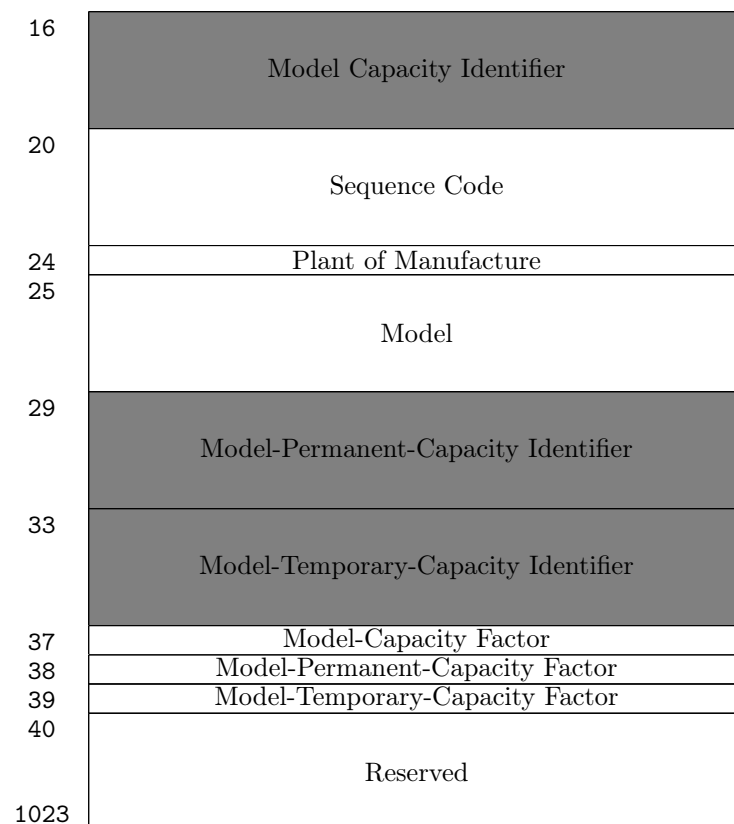 16
Model Capacity Identifier
20
Sequence Code
24
Plant of Manufacture
25
Model
29
Model-Permanent-Capacity Identifier
33
Model-Temporary-Capacity Identifier
37
Model-Capacity Factor
38
Model-Permanent-Capacity Factor
39
Model-Temporary-Capacity Factor
40
Reserved
1023